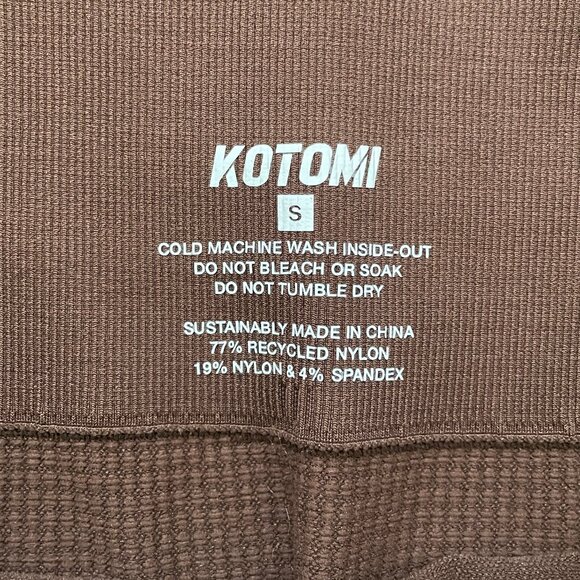 KOTOMI
S
COLD MACHINE WASH INSIDE-OUT
DO NOT BLEACH OR SOAK
DO NOT TUMBLE DRY
SUSTAINABLY MADE IN CHINA
77% RECYCLED NYLON
19% NYLON & 4% SPANDEX